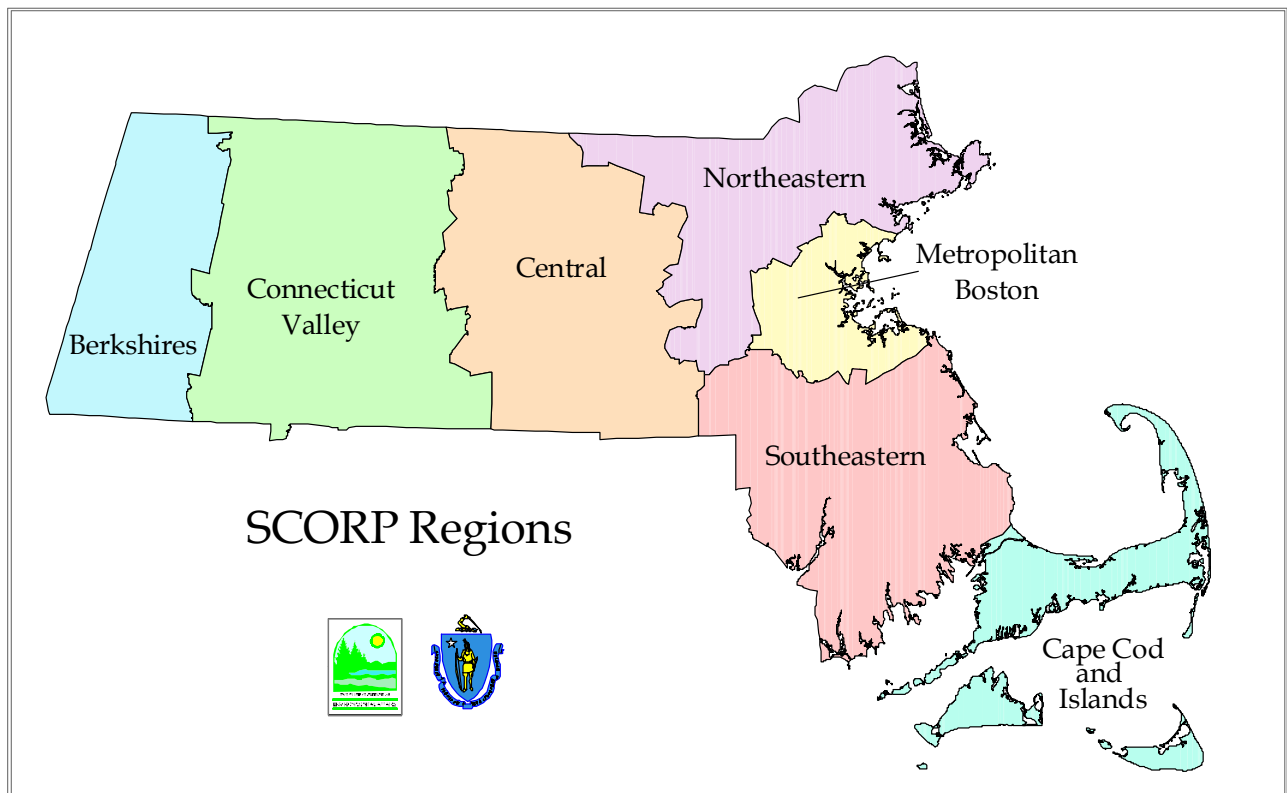 Northeastern
Metropolitan
Boston
Central
Connecticut
Valley
Berkshires
Southeastern
SCORP Regions
Cape Cod
and
Islands